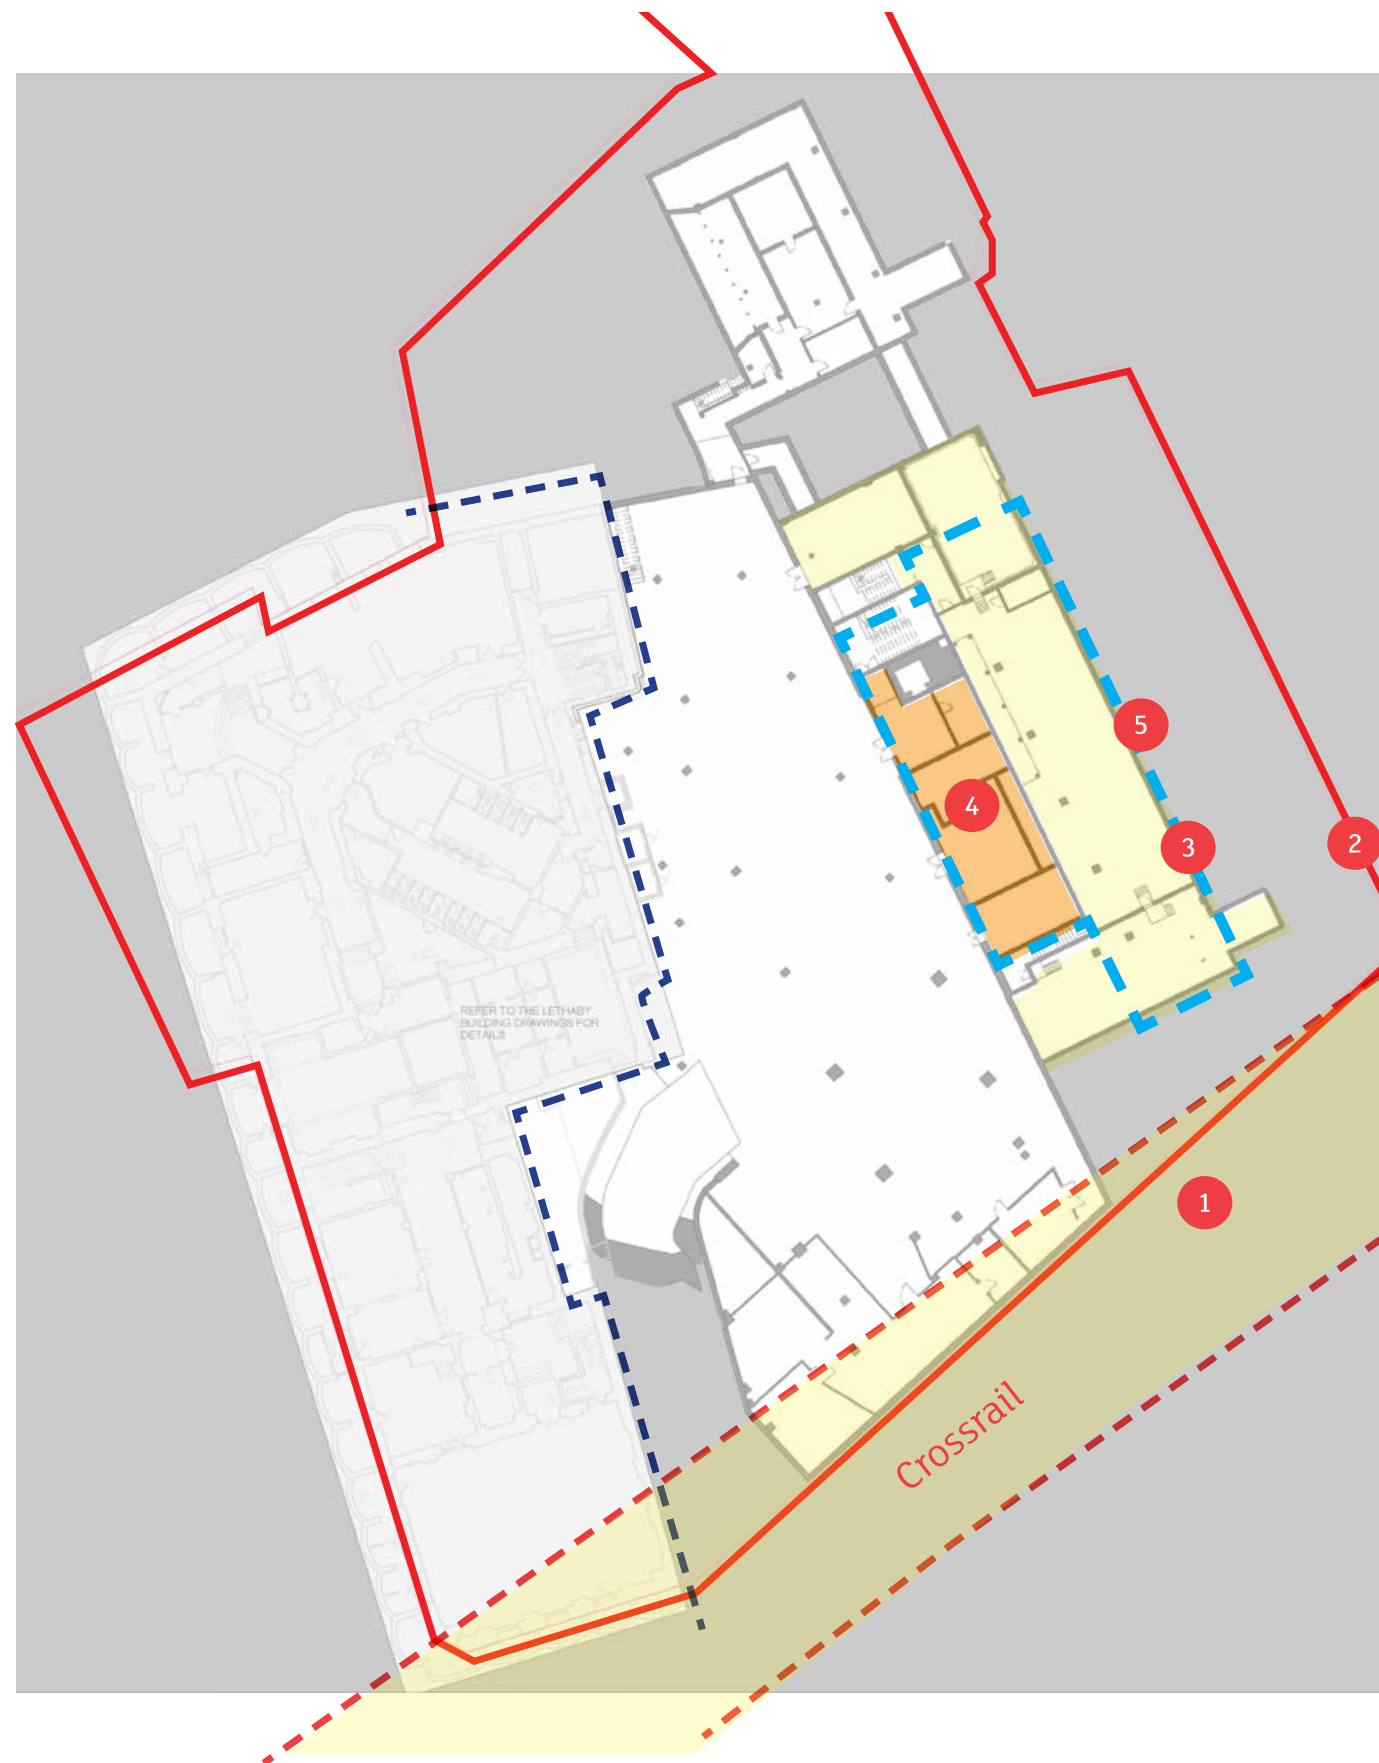 5
4
3
2
REFER TO THE LETHABY
BUILDING DRAWINGS FOR
DETAILS
1
Crossrail